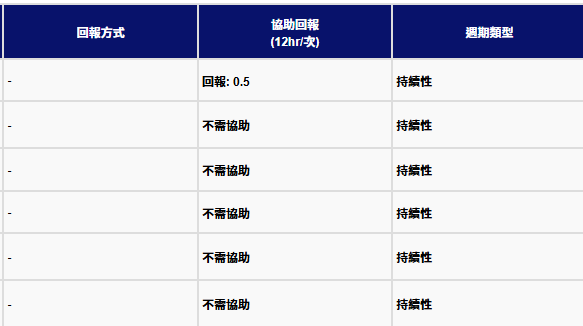 回報方式
協助回報
(12hr/次)
週期類型
-
回報: 0.5
持續性
-
不需協助
持續性
-
不需協助
持續性
-
不需協助
持續性
-
不需協助
持續性
-
不需協助
持續性